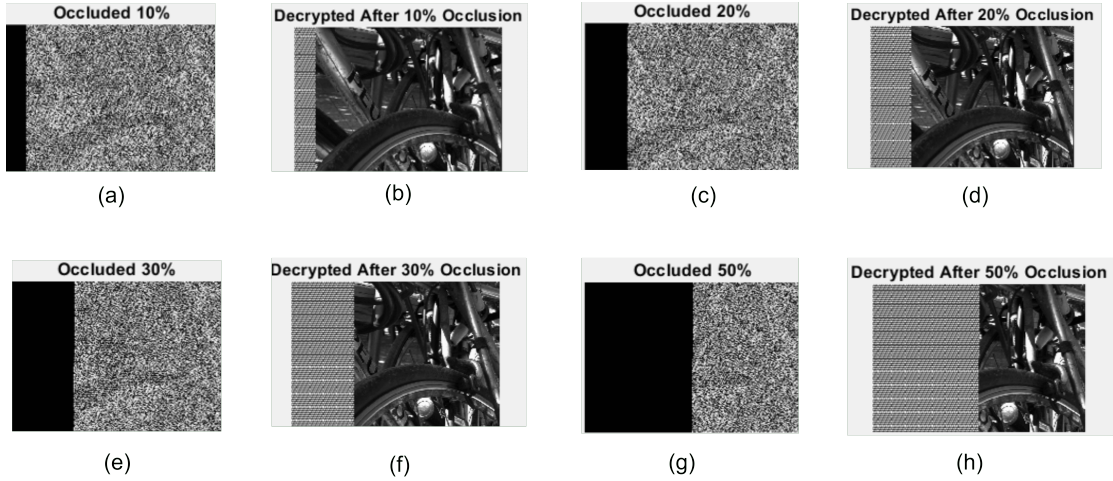 Occluded 10%
Decrypted After 10% Occlusion
Occluded 20%
Decrypted After 20% Occlusion
(a)
(b)
(c)
(d)
Occluded 30%
Decrypted After 30% Occlusion
Occluded 50%
Decrypted After 50% Occlusion
(e)
(f)
(g)
(h)